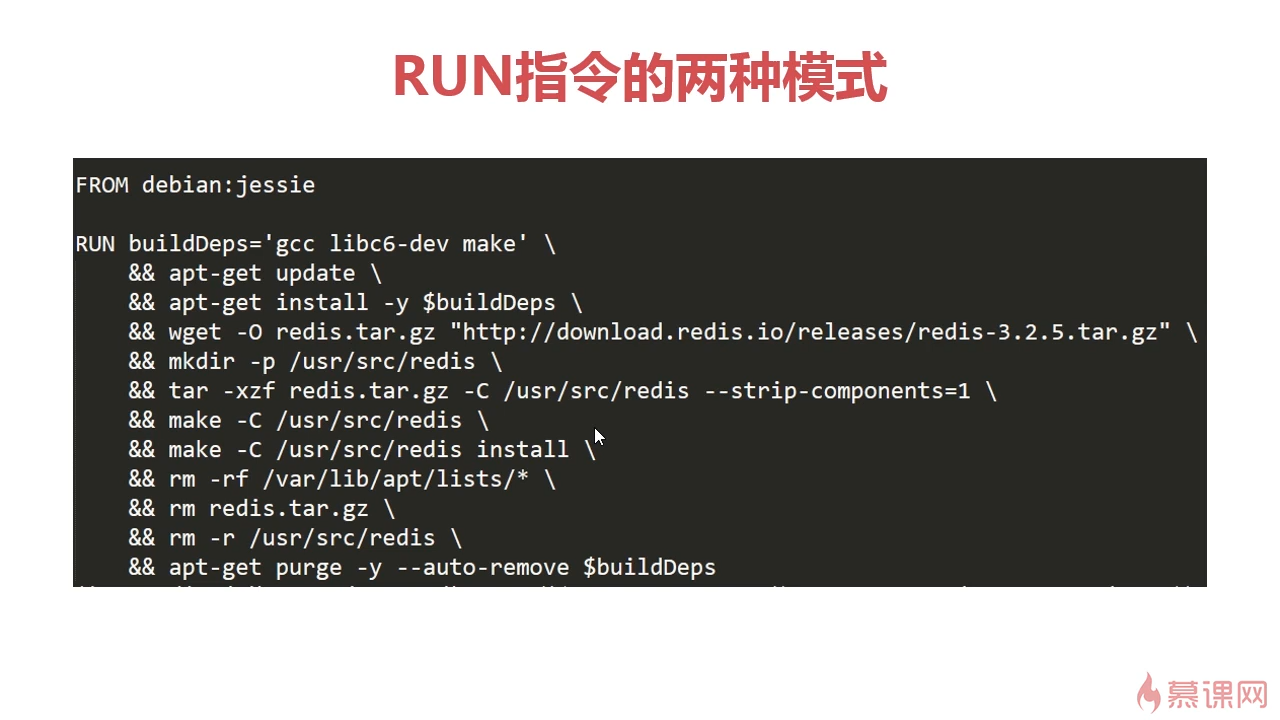 RUN指令的两种模式
FROM debian:jessie
RUN buildDeps='gcc libc6-dev make' \
    && apt-get update \
    && apt-get install -y $buildDeps \
    && wget -O redis.tar.gz "http://download.redis.io/releases/redis-3.2.5.tar.gz" \
    && mkdir -p /usr/src/redis \
    && tar -xzf redis.tar.gz -C /usr/src/redis --strip-components=1 \
    && make -C /usr/src/redis \
    && make -C /usr/src/redis install \
    && rm -rf /var/lib/apt/lists/* \
    && rm redis.tar.gz \
    && rm -r /usr/src/redis \
    && apt-get purge -y --auto-remove $buildDeps
慕课网